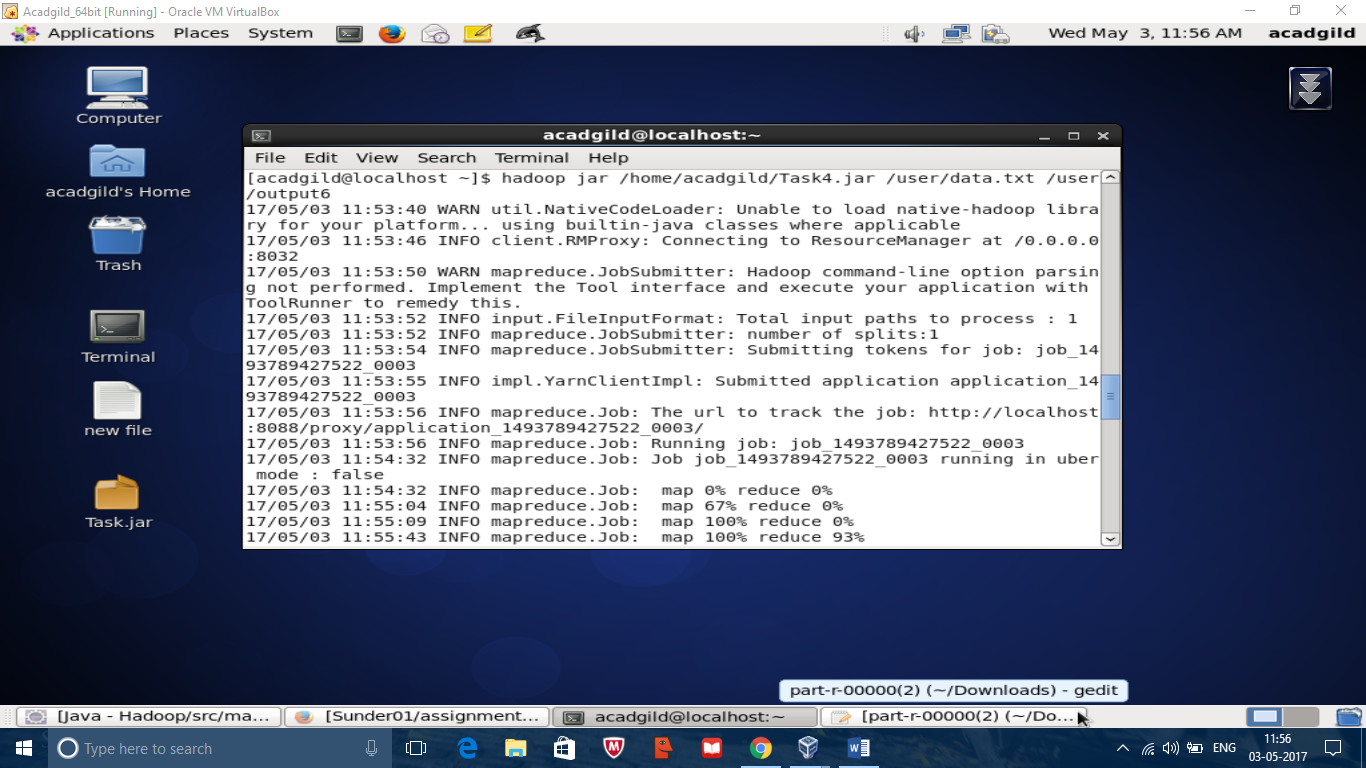 Acadgild_64bit [Running] - Oracle VM VirtualBox
Applications Places System Wed May 3, 11:56 AM acadgild
Computer
acadgild's Home
Trash
Terminal
new file
Task.jar
acadgild@localhost:~
File Edit View Search Terminal Help
[acadgild@localhost ~]$ hadoop jar /home/acadgild/Task4.jar /user/data.txt /user
/output6
17/05/03 11:53:40 WARN util.NativeCodeLoader: Unable to load native-hadoop libra
ry for your platform... using builtin-java classes where applicable
17/05/03 11:53:46 INFO client.RMProxy: Connecting to ResourceManager at /0.0.0.0
:8032
17/05/03 11:53:50 WARN mapreduce.JobSubmitter: Hadoop command-line option parsin
g not performed. Implement the Tool interface and execute your application with
ToolRunner to remedy this.
17/05/03 11:53:52 INFO input.FileInputFormat: Total input paths to process : 1
17/05/03 11:53:52 INFO mapreduce.JobSubmitter: number of splits:1
17/05/03 11:53:54 INFO mapreduce.JobSubmitter: Submitting tokens for job: job_14
93789427522_0003
17/05/03 11:53:55 INFO impl.YarnClientImpl: Submitted application application_14
93789427522_0003
17/05/03 11:53:56 INFO mapreduce.Job: The url to track the job: http://localhost
:8088/proxy/application_1493789427522_0003/
17/05/03 11:53:56 INFO mapreduce.Job: Running job: job_1493789427522_0003
17/05/03 11:54:32 INFO mapreduce.Job: Job job_1493789427522_0003 running in uber
mode : false
17/05/03 11:54:32 INFO mapreduce.Job:  map 0% reduce 0%
17/05/03 11:55:04 INFO mapreduce.Job:  map 67% reduce 0%
17/05/03 11:55:09 INFO mapreduce.Job:  map 100% reduce 0%
17/05/03 11:55:43 INFO mapreduce.Job:  map 100% reduce 93%
part-r-00000(2) (~/Downloads) - gedit
[Java - Hadoop/src/ma... [Sunder01/assignment... acadgild@localhost:~ [part-r-00000(2) (~/Do...
Type here to search
ENG
11:56
03-05-2017